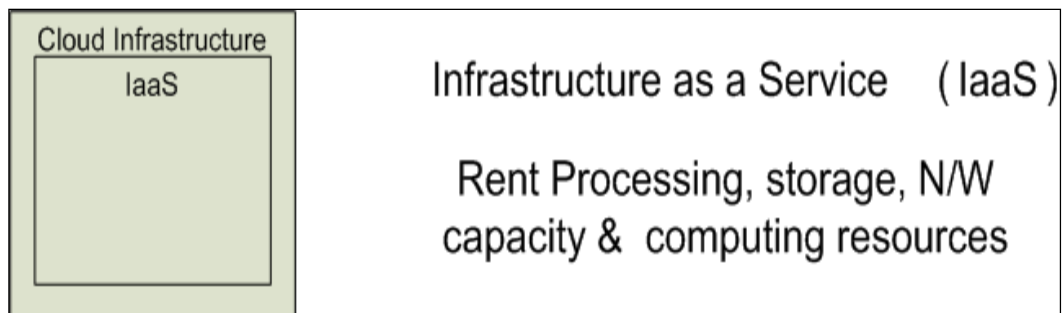 Cloud Infrastructure
IaaS
Infrastructure as a Service ( IaaS )
Rent Processing, storage, N/W
capacity & computing resources